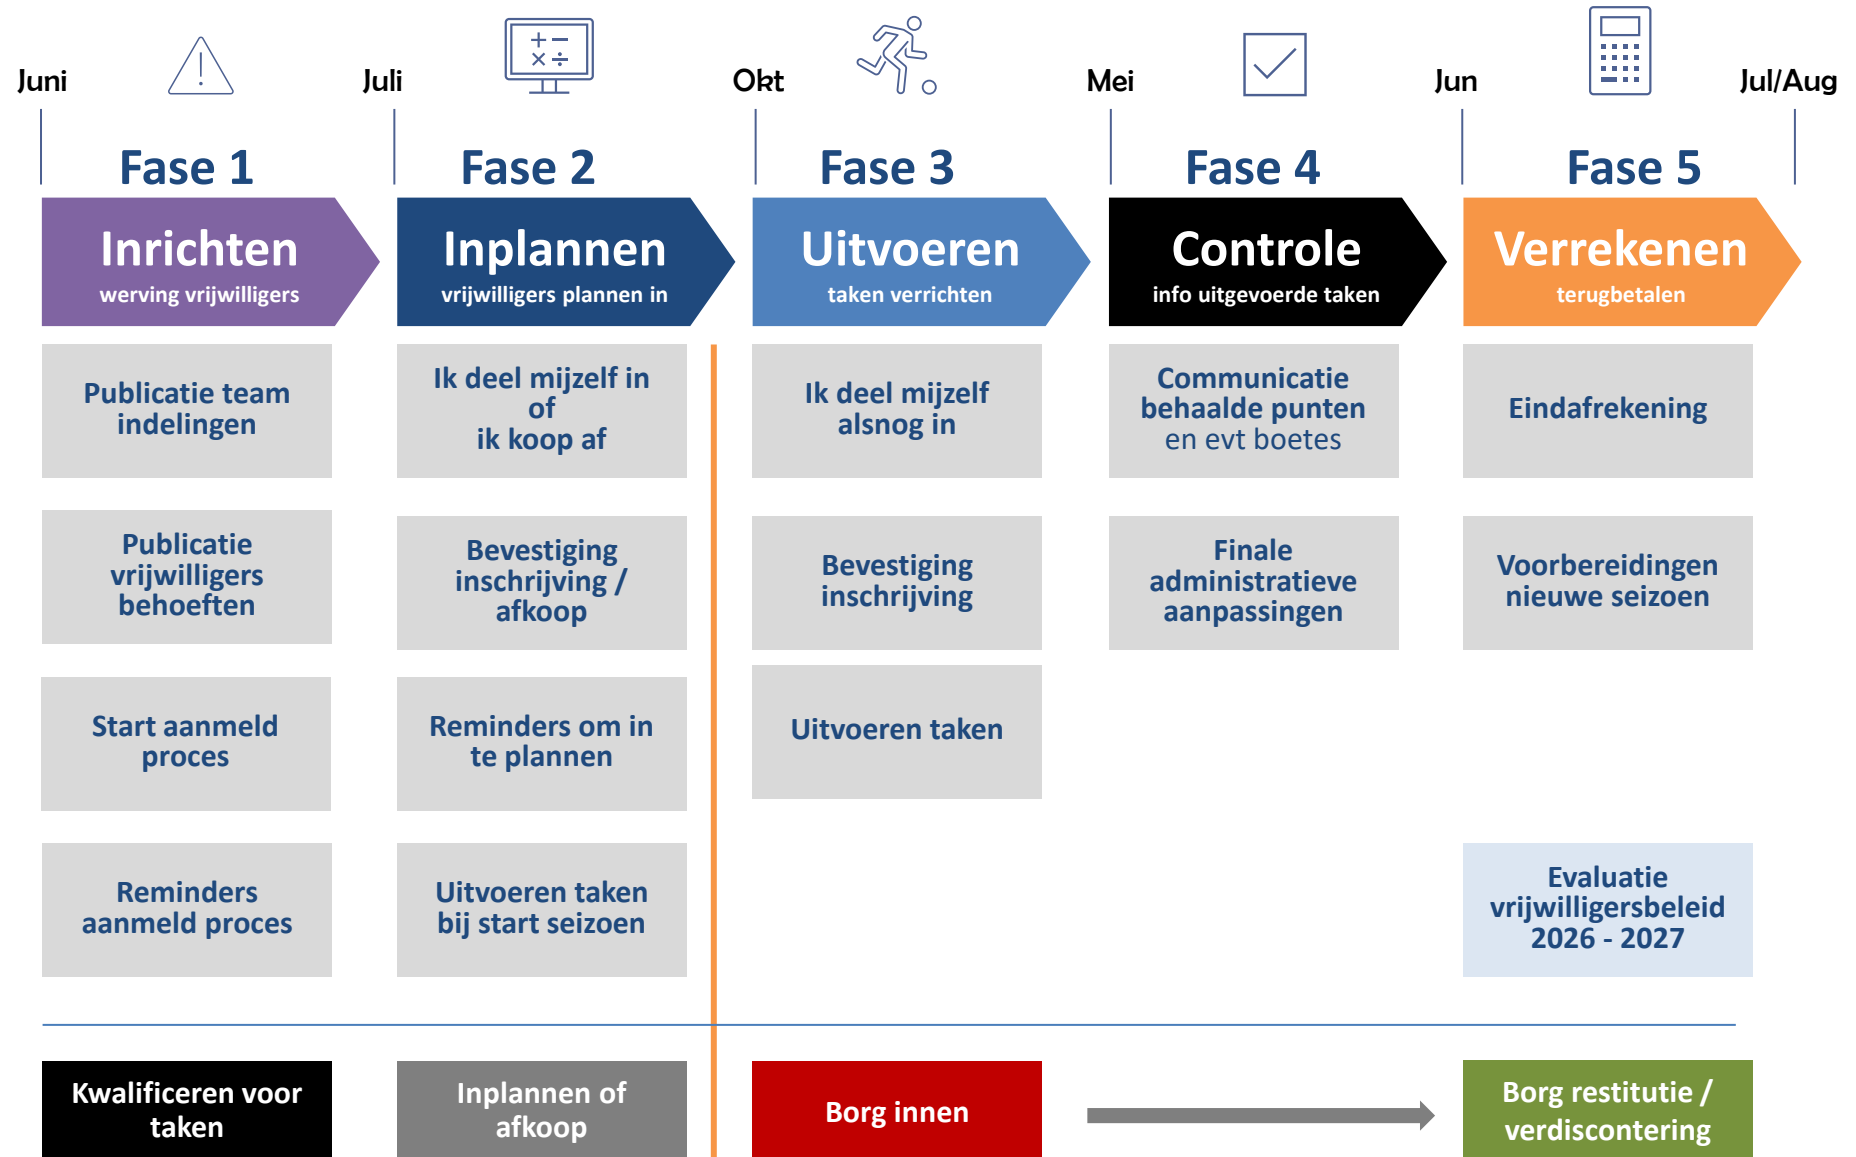 Juni
Juli
Okt
Mei
Jun
Jul/Aug
Fase 1
Fase 2
Fase 3
Fase 4
Fase 5
Inrichten
werving vrijwilligers
Inplannen
vrijwilligers plannen in
Uitvoeren
taken verrichten
Controle
info uitgevoerde taken
Verrekenen
terugbetalen
Publicatie team
indelingen
Ik deel mijzelf in
of
ik koop af
Ik deel mijzelf
alsnog in
Communicatie
behaalde punten
en evt boetes
Eindafrekening
Publicatie
vrijwilligers
behoeften
Bevestiging
inschrijving /
afkoop
Bevestiging
inschrijving
Finale
administratieve
aanpassingen
Voorbereidingen
nieuwe seizoen
Start aanmeld
proces
Reminders om in
te plannen
Uitvoeren taken
Reminders
aanmeld proces
Uitvoeren taken
bij start seizoen
Evaluatie
vrijwilligersbeleid
2026 - 2027
Kwalificeren voor
taken
Inplannen of
afkoop
Borg innen
Borg restitutie /
verdiscontering